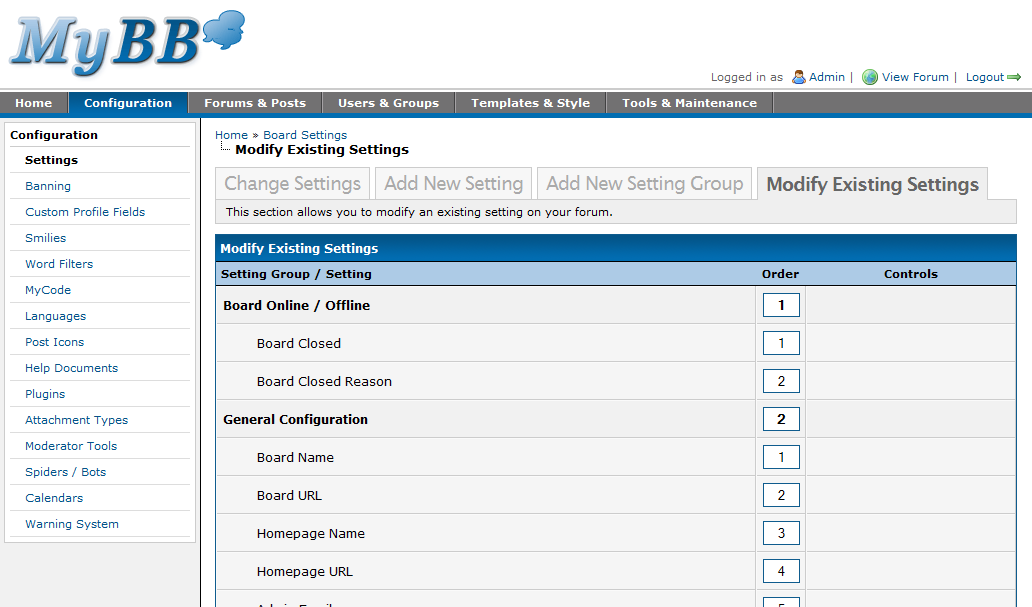 MyBB
Logged in as Admin | View Forum | Logout
Home Configuration Forums & Posts Users & Groups Templates & Style Tools & Maintenance
Configuration
Settings
Banning
Custom Profile Fields
Smilies
Word Filters
MyCode
Languages
Post Icons
Help Documents
Plugins
Attachment Types
Moderator Tools
Spiders / Bots
Calendars
Warning System
Home » Board Settings
Modify Existing Settings
Change Settings Add New Setting Add New Setting Group Modify Existing Settings
This section allows you to modify an existing setting on your forum.
Modify Existing Settings
Setting Group / Setting Order Controls
Board Online / Offline 1
Board Closed 1
Board Closed Reason 2
General Configuration 2
Board Name 1
Board URL 2
Homepage Name 3
Homepage URL 4